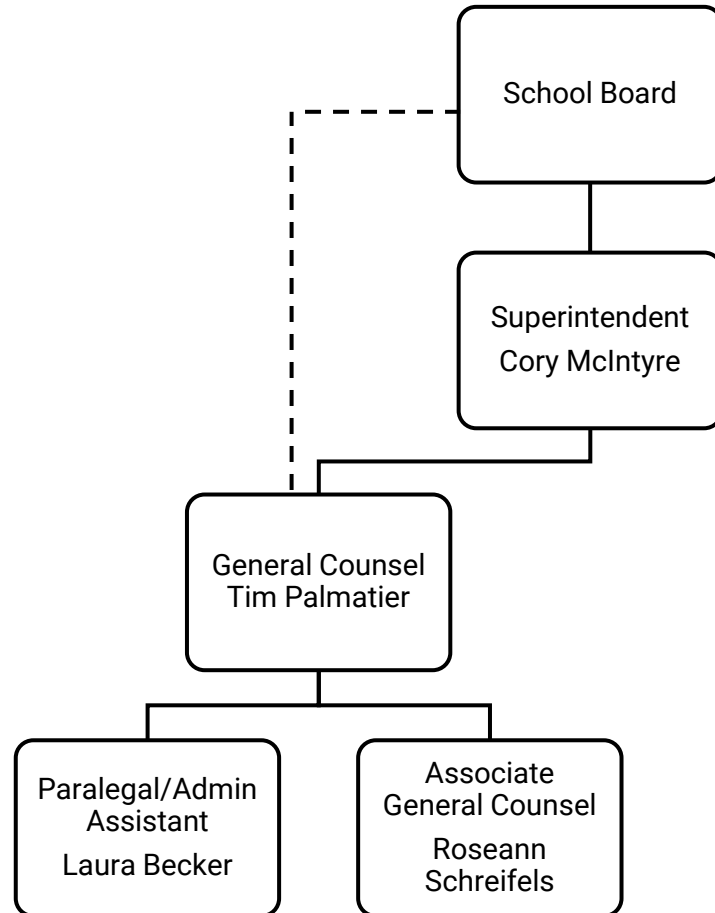 School Board
Superintendent
Cory McIntyre
General Counsel
Tim Palmatier
Paralegal/Admin
Assistant
Laura Becker
Associate
General Counsel
Roseann
Schreifels